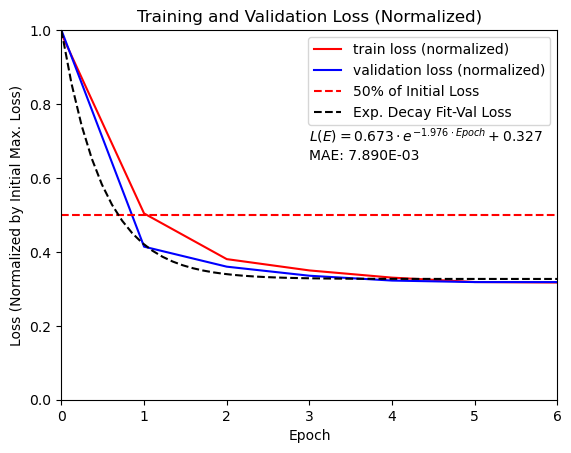 Training and Validation Loss (Normalized)
Loss (Normalized by Initial Max. Loss)
1.0
0.8
0.6
0.4
0.2
0.0
train loss (normalized)
validation loss (normalized)
50% of Initial Loss
Exp. Decay Fit-Val Loss
L(E) = 0.673 · e^{-1.976 · Epoch} + 0.327
MAE: 7.890E-03
0 1 2 3 4 5 6
Epoch